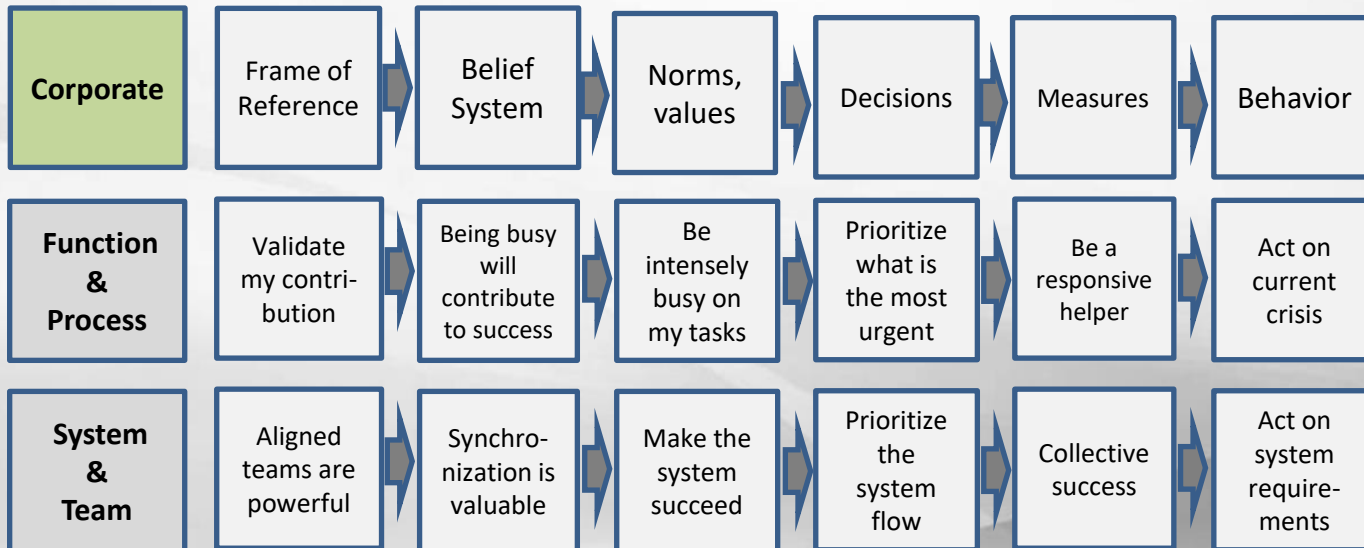 Corporate
Frame of
Reference
Belief
System
Norms,
values
Decisions
Measures
Behavior
Function
&
Process
Validate
my contri-
bution
Being busy
will
contribute
to success
Be
intensely
busy on
my tasks
Prioritize
what is
the most
urgent
Be a
responsive
helper
Act on
current
crisis
System
&
Team
Aligned
teams are
powerful
Synchro-
nization is
valuable
Make the
system
succeed
Prioritize
the
system
flow
Collective
success
Act on
system
require-
ments